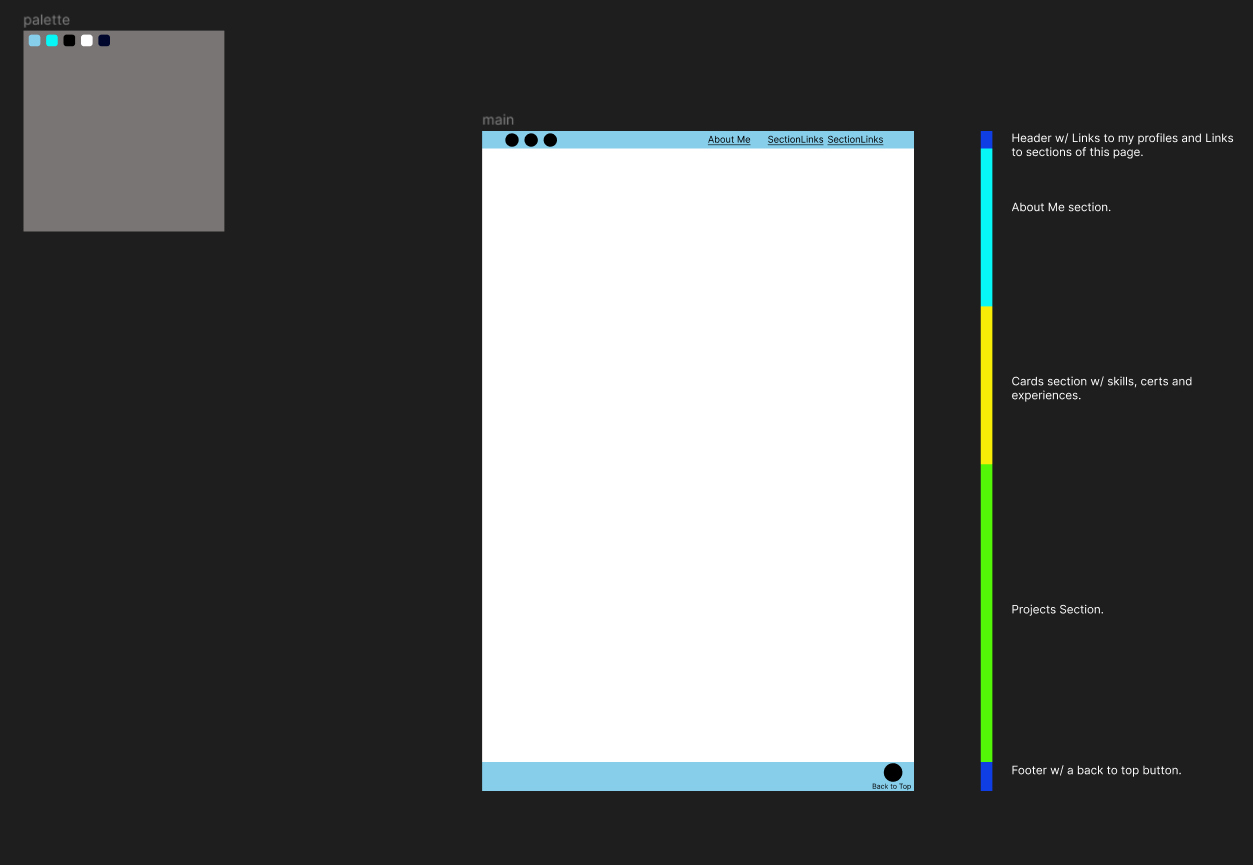 palette
main
About Me
SectionLinks
SectionLinks
Header w/ Links to my profiles and Links
to sections of this page.
About Me section.
Cards section w/ skills, certs and
experiences.
Projects Section.
Footer w/ a back to top button.
Back to Top